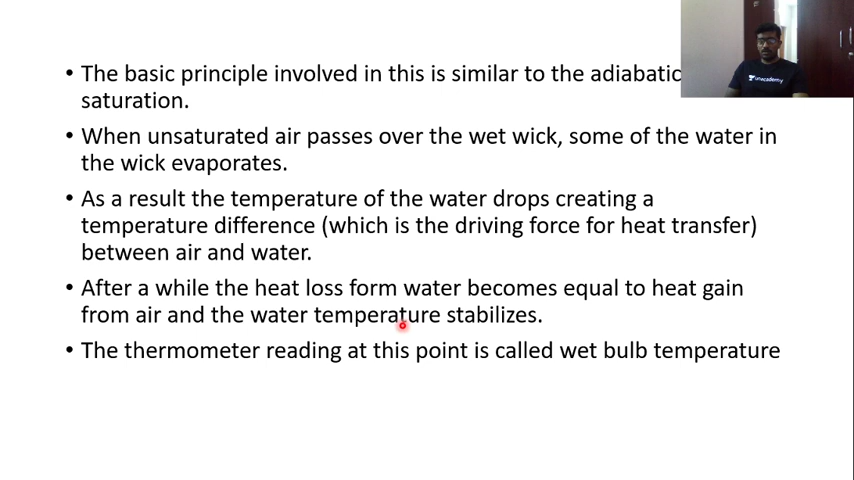 • The basic principle involved in this is similar to the adiabatic
saturation.
• When unsaturated air passes over the wet wick, some of the water in
the wick evaporates.
• As a result the temperature of the water drops creating a
temperature difference (which is the driving force for heat transfer)
between air and water.
• After a while the heat loss form water becomes equal to heat gain
from air and the water temperature stabilizes.
• The thermometer reading at this point is called wet bulb temperature
unacademy